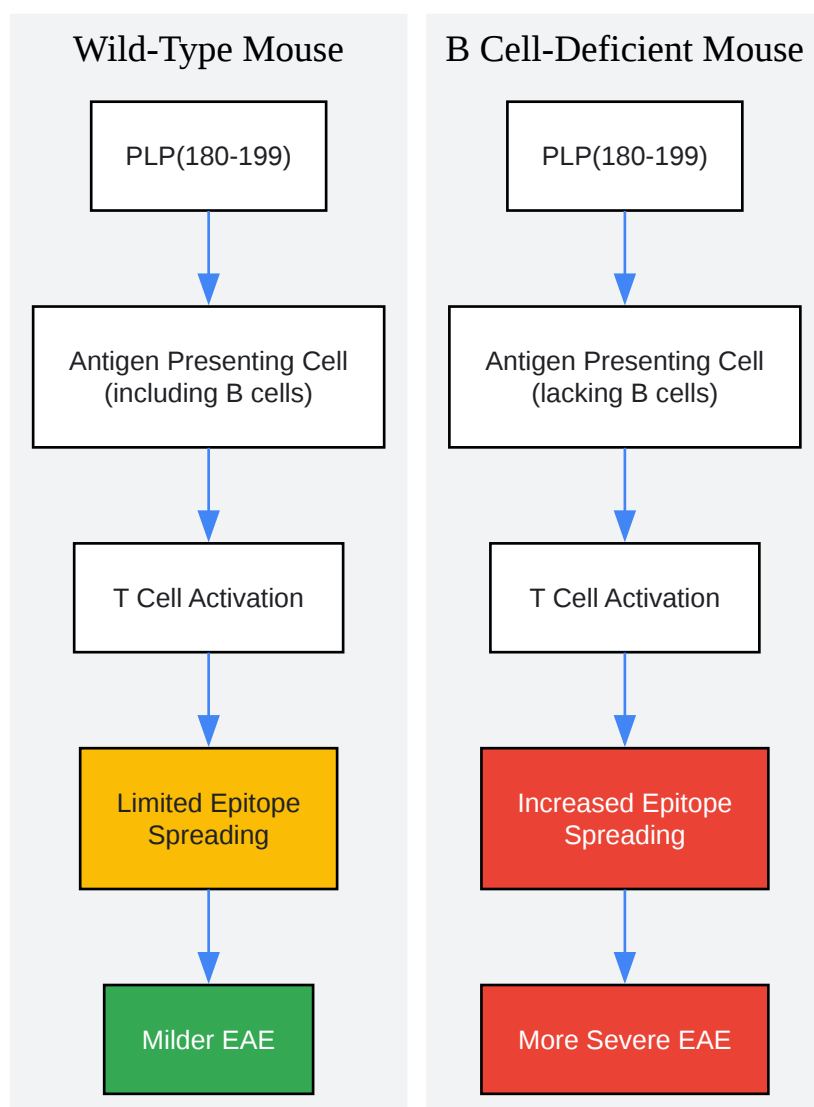 Wild-Type Mouse
PLP(180-199)
Antigen Presenting Cell
(including B cells)
T Cell Activation
Limited Epitope
Spreading
Milder EAE
B Cell-Deficient Mouse
PLP(180-199)
Antigen Presenting Cell
(lacking B cells)
T Cell Activation
Increased Epitope
Spreading
More Severe EAE